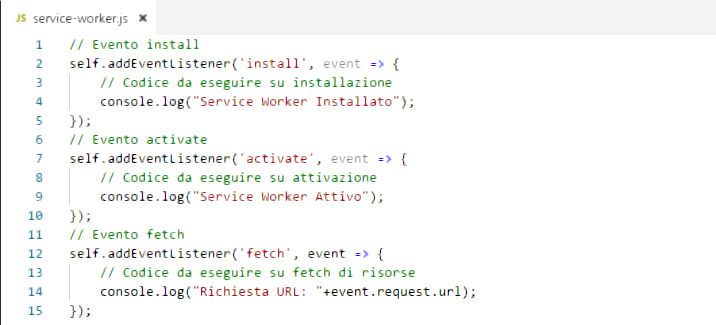 JS service-worker.js ×
1 // Evento install
2 self.addEventListener('install', event => {
3 // Codice da eseguire su installazione
4 console.log("Service Worker Installato");
5 });
6 // Evento activate
7 self.addEventListener('activate', event => {
8 // Codice da eseguire su attivazione
9 console.log("Service Worker Attivo");
10 });
11 // Evento fetch
12 self.addEventListener('fetch', event => {
13 // Codice da eseguire su fetch di risorse
14 console.log("Richiesta URL: "+event.request.url);
15 });